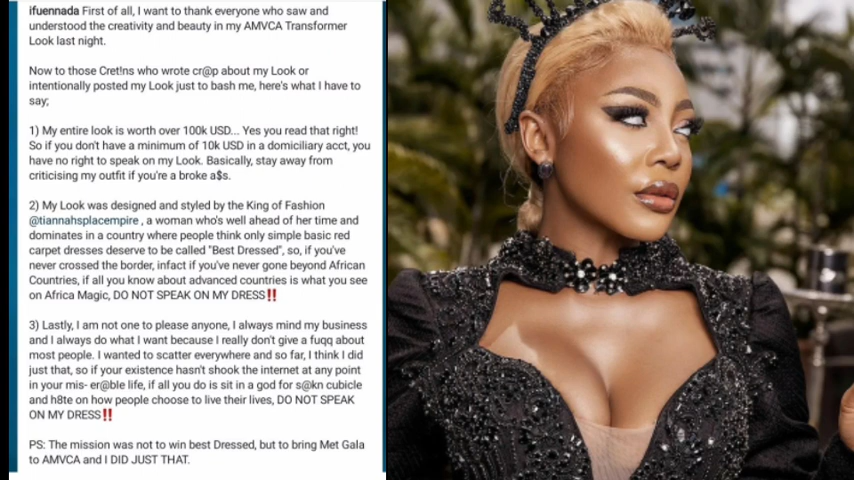 ifuennada First of all, I want to thank everyone who saw and
understood the creativity and beauty in my AMVCA Transformer
Look last night.
Now to those Cret!ns who wrote cr@p about my Look or
intentionally posted my Look just to bash me, here's what I have to
say;
1) My entire look is worth over 100k USD... Yes you read that right!
So if you don't have a minimum of 10k USD in a domiciliary acct, you
have no right to speak on my Look. Basically, stay away from
criticising my outfit if you're a broke a$s.
2) My Look was designed and styled by the King of Fashion
@tiannahsplacempire , a woman who's well ahead of her time and
dominates in a country where people think only simple basic red
carpet dresses deserve to be called "Best Dressed", so, if you've
never crossed the border, infact if you've never gone beyond African
Countries, if all you know about advanced countries is what you see
on Africa Magic, DO NOT SPEAK ON MY DRESS‼️
3) Lastly, I am not one to please anyone, I always mind my business
and I always do what I want because I really don't give a fuqq about
most people. I wanted to scatter everywhere and so far, I think I did
just that, so if your existence hasn't shook the internet at any point
in your mis- er@ble life, if all you do is sit in a god for s@kn cubicle
and h8te on how people choose to live their lives, DO NOT SPEAK
ON MY DRESS‼️
PS: The mission was not to win best Dressed, but to bring Met Gala
to AMVCA and I DID JUST THAT.